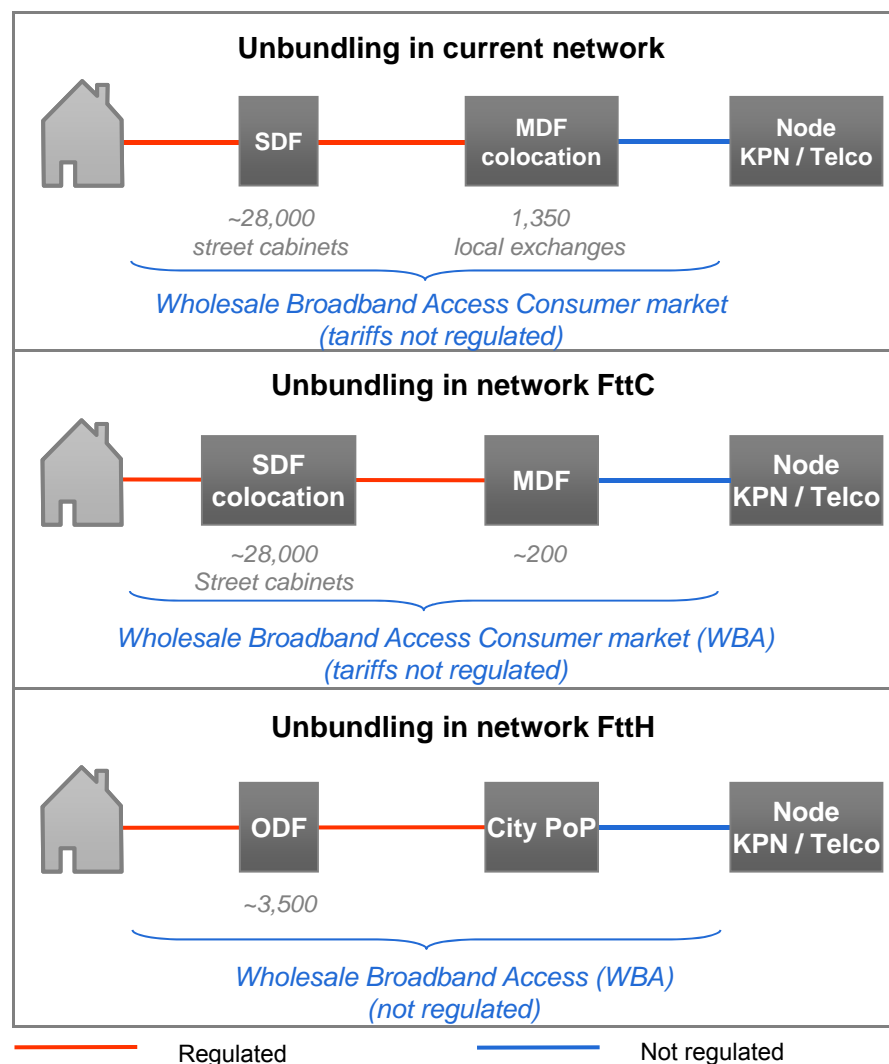 Unbundling in current network
SDF
MDF
colocation
Node
KPN / Telco
~28,000
street cabinets
1,350
local exchanges
Wholesale Broadband Access Consumer market
(tariffs not regulated)
Unbundling in network FttC
SDF
colocation
MDF
Node
KPN / Telco
~28,000
Street cabinets
~200
Wholesale Broadband Access Consumer market (WBA)
(tariffs not regulated)
Unbundling in network FttH
ODF
City PoP
Node
KPN / Telco
~3,500
Wholesale Broadband Access (WBA)
(not regulated)
Regulated
Not regulated